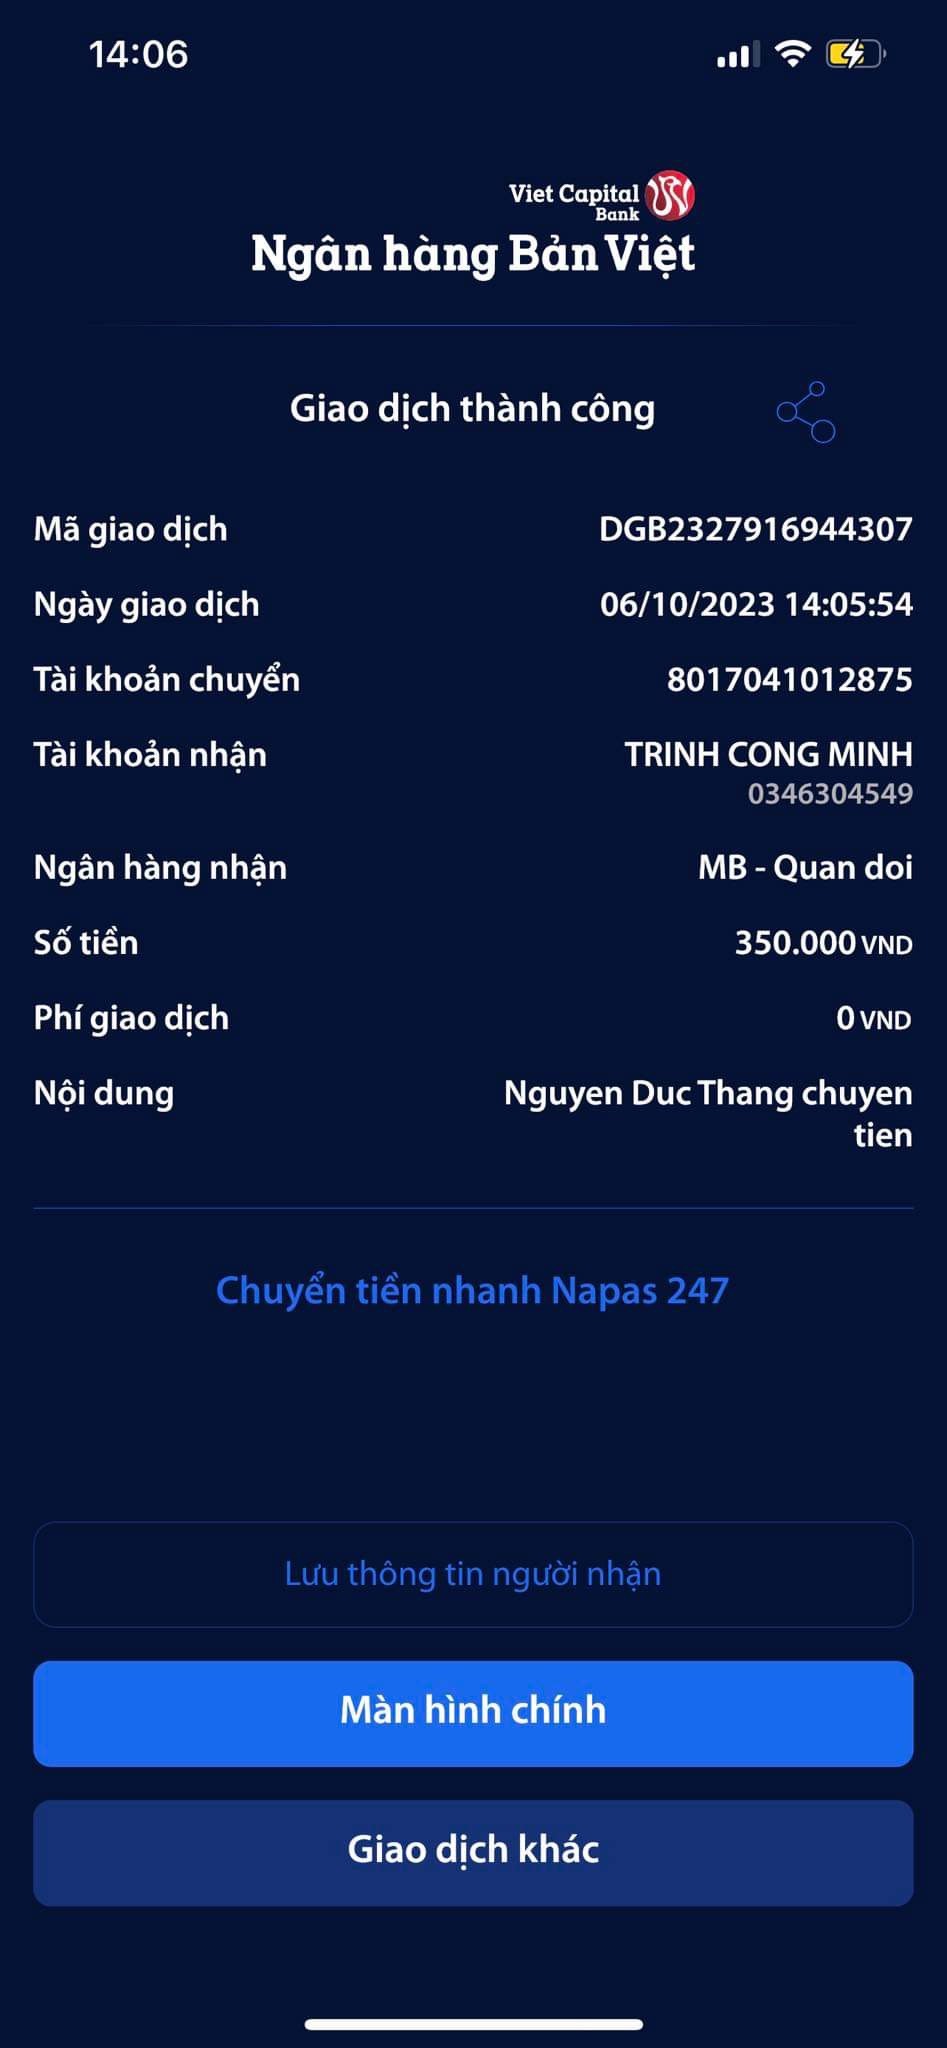 14:06
Viet Capital
Bank
Ngân hàng Bản Việt
Giao dịch thành công
Mã giao dịch DGB2327916944307
Ngày giao dịch 06/10/2023 14:05:54
Tài khoản chuyển 8017041012875
Tài khoản nhận TRINH CONG MINH
0346304549
Ngân hàng nhận MB - Quan doi
Số tiền 350.000 VND
Phí giao dịch 0 VND
Nội dung Nguyen Duc Thang chuyen
tien
Chuyển tiền nhanh Napas 247
Lưu thông tin người nhận
Màn hình chính
Giao dịch khác